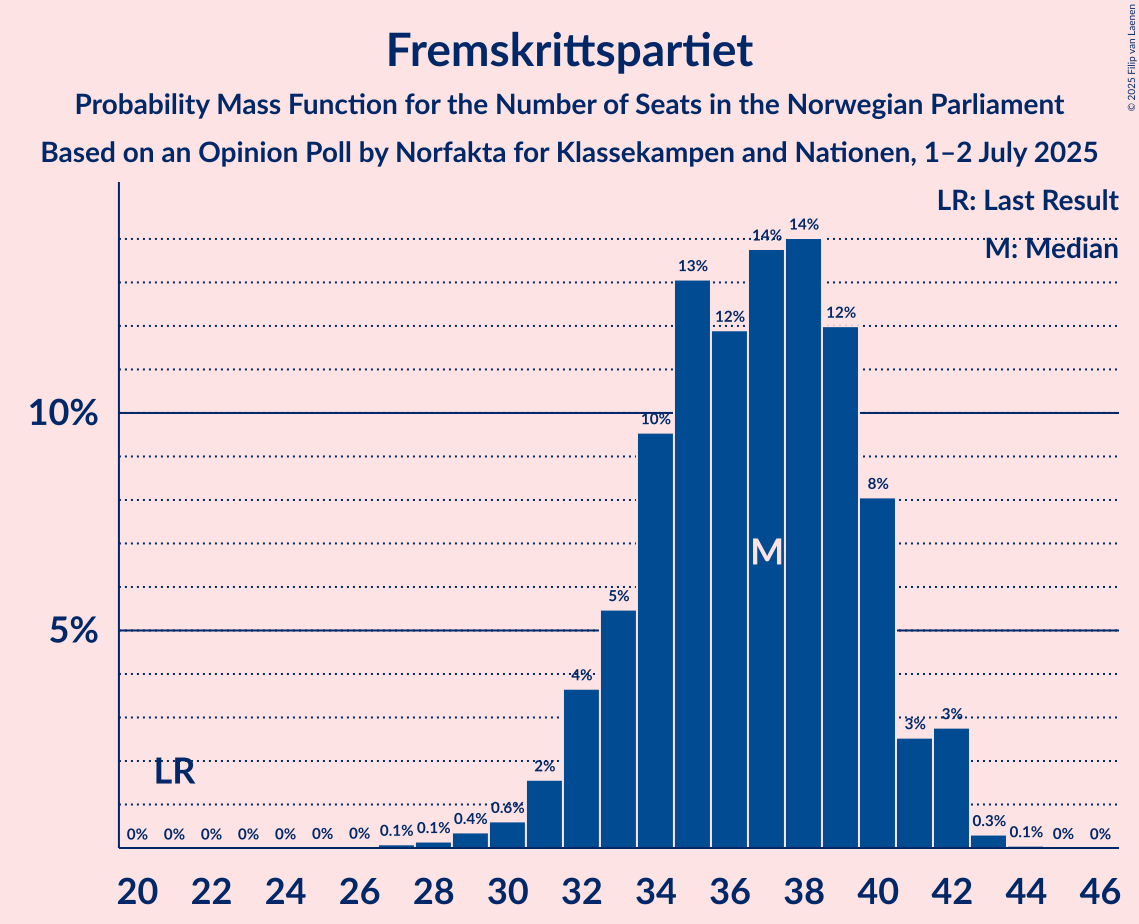 Fremskrittspartiet
Probability Mass Function for the Number of Seats in the Norwegian Parliament
Based on an Opinion Poll by Norfakta for Klassekampen and Nationen, 1–2 July 2025
© 2025 Filip van Laenen
LR: Last Result
M: Median
10%
5%
0% 0% 0% 0% 0% 0% 0% 0.1% 0.1% 0.4% 0.6% 2% 4% 5% 10% 13% 12% 14% 14% 12% 8% 3% 3% 0.3% 0.1% 0% 0%
LR
M
20 22 24 26 28 30 32 34 36 38 40 42 44 46